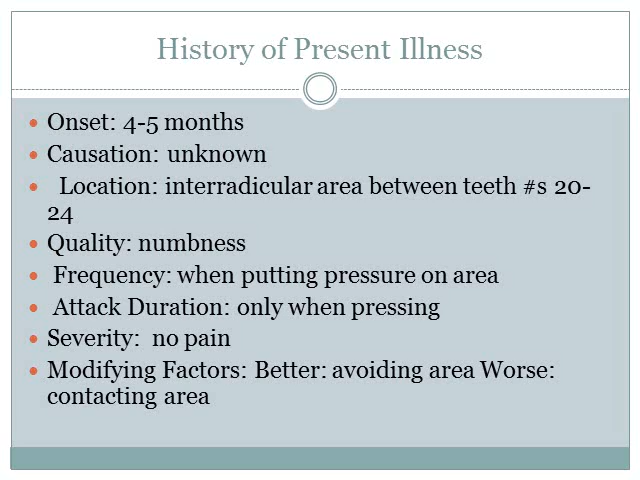 History of Present Illness
Onset: 4-5 months
Causation: unknown
Location: interradicular area between teeth #s 20-
24
Quality: numbness
Frequency: when putting pressure on area
Attack Duration: only when pressing
Severity: no pain
Modifying Factors: Better: avoiding area Worse:
contacting area